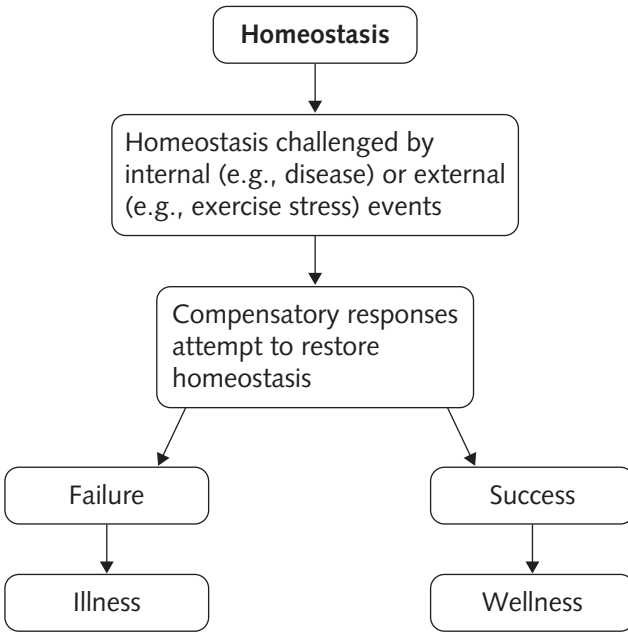 Homeostasis
Homeostasis challenged by
internal (e.g., disease) or external
(e.g., exercise stress) events
Compensatory responses
attempt to restore
homeostasis
Failure
Success
Illness
Wellness